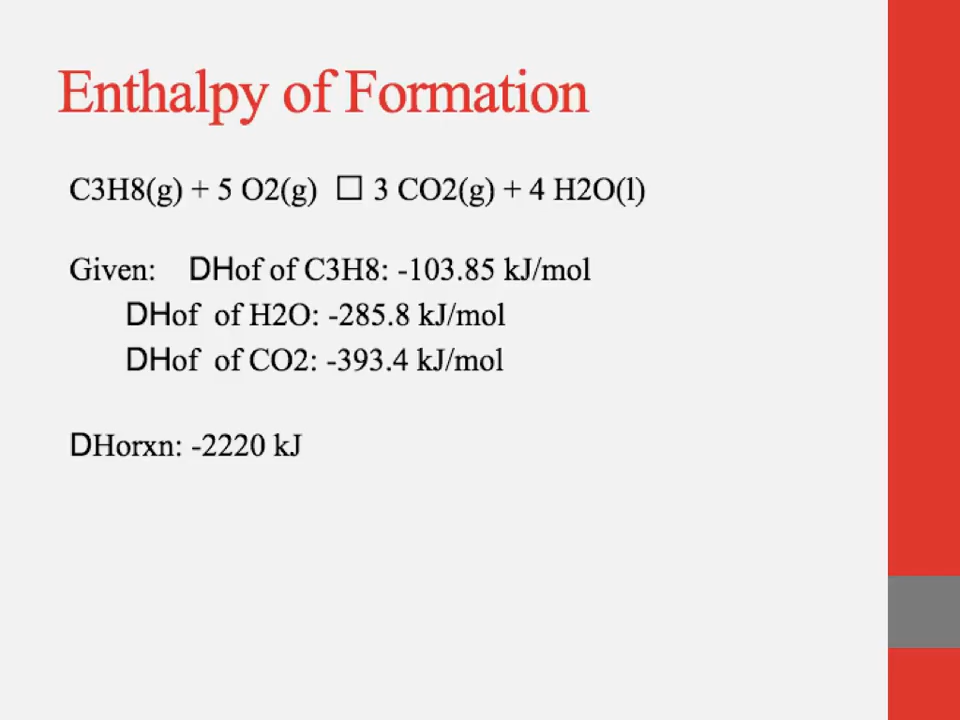 Enthalpy of Formation
C3H8(g) + 5 O2(g) □ 3 CO2(g) + 4 H2O(l)
Given: DHof of C3H8: -103.85 kJ/mol
DHof of H2O: -285.8 kJ/mol
DHof of CO2: -393.4 kJ/mol
DHorxn: -2220 kJ